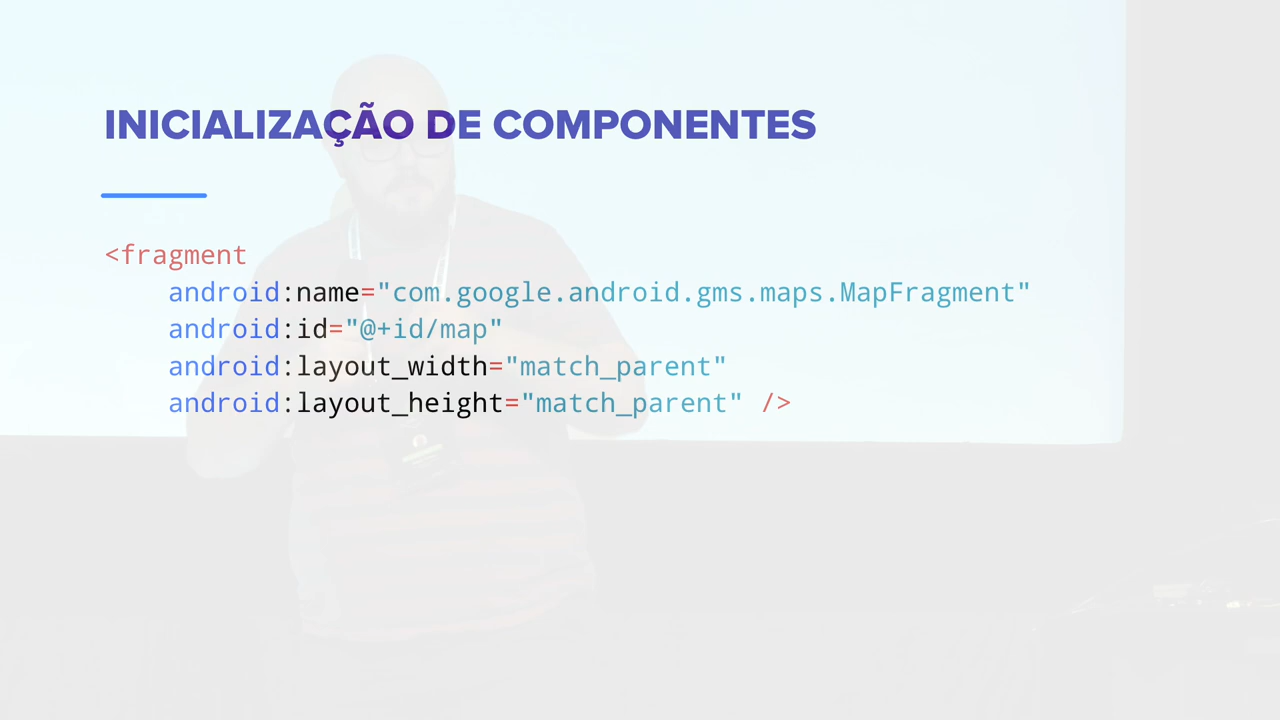 INICIALIZAÇÃO DE COMPONENTES
<fragment
    android:name="com.google.android.gms.maps.MapFragment"
    android:id="@+id/map"
    android:layout_width="match_parent"
    android:layout_height="match_parent" />